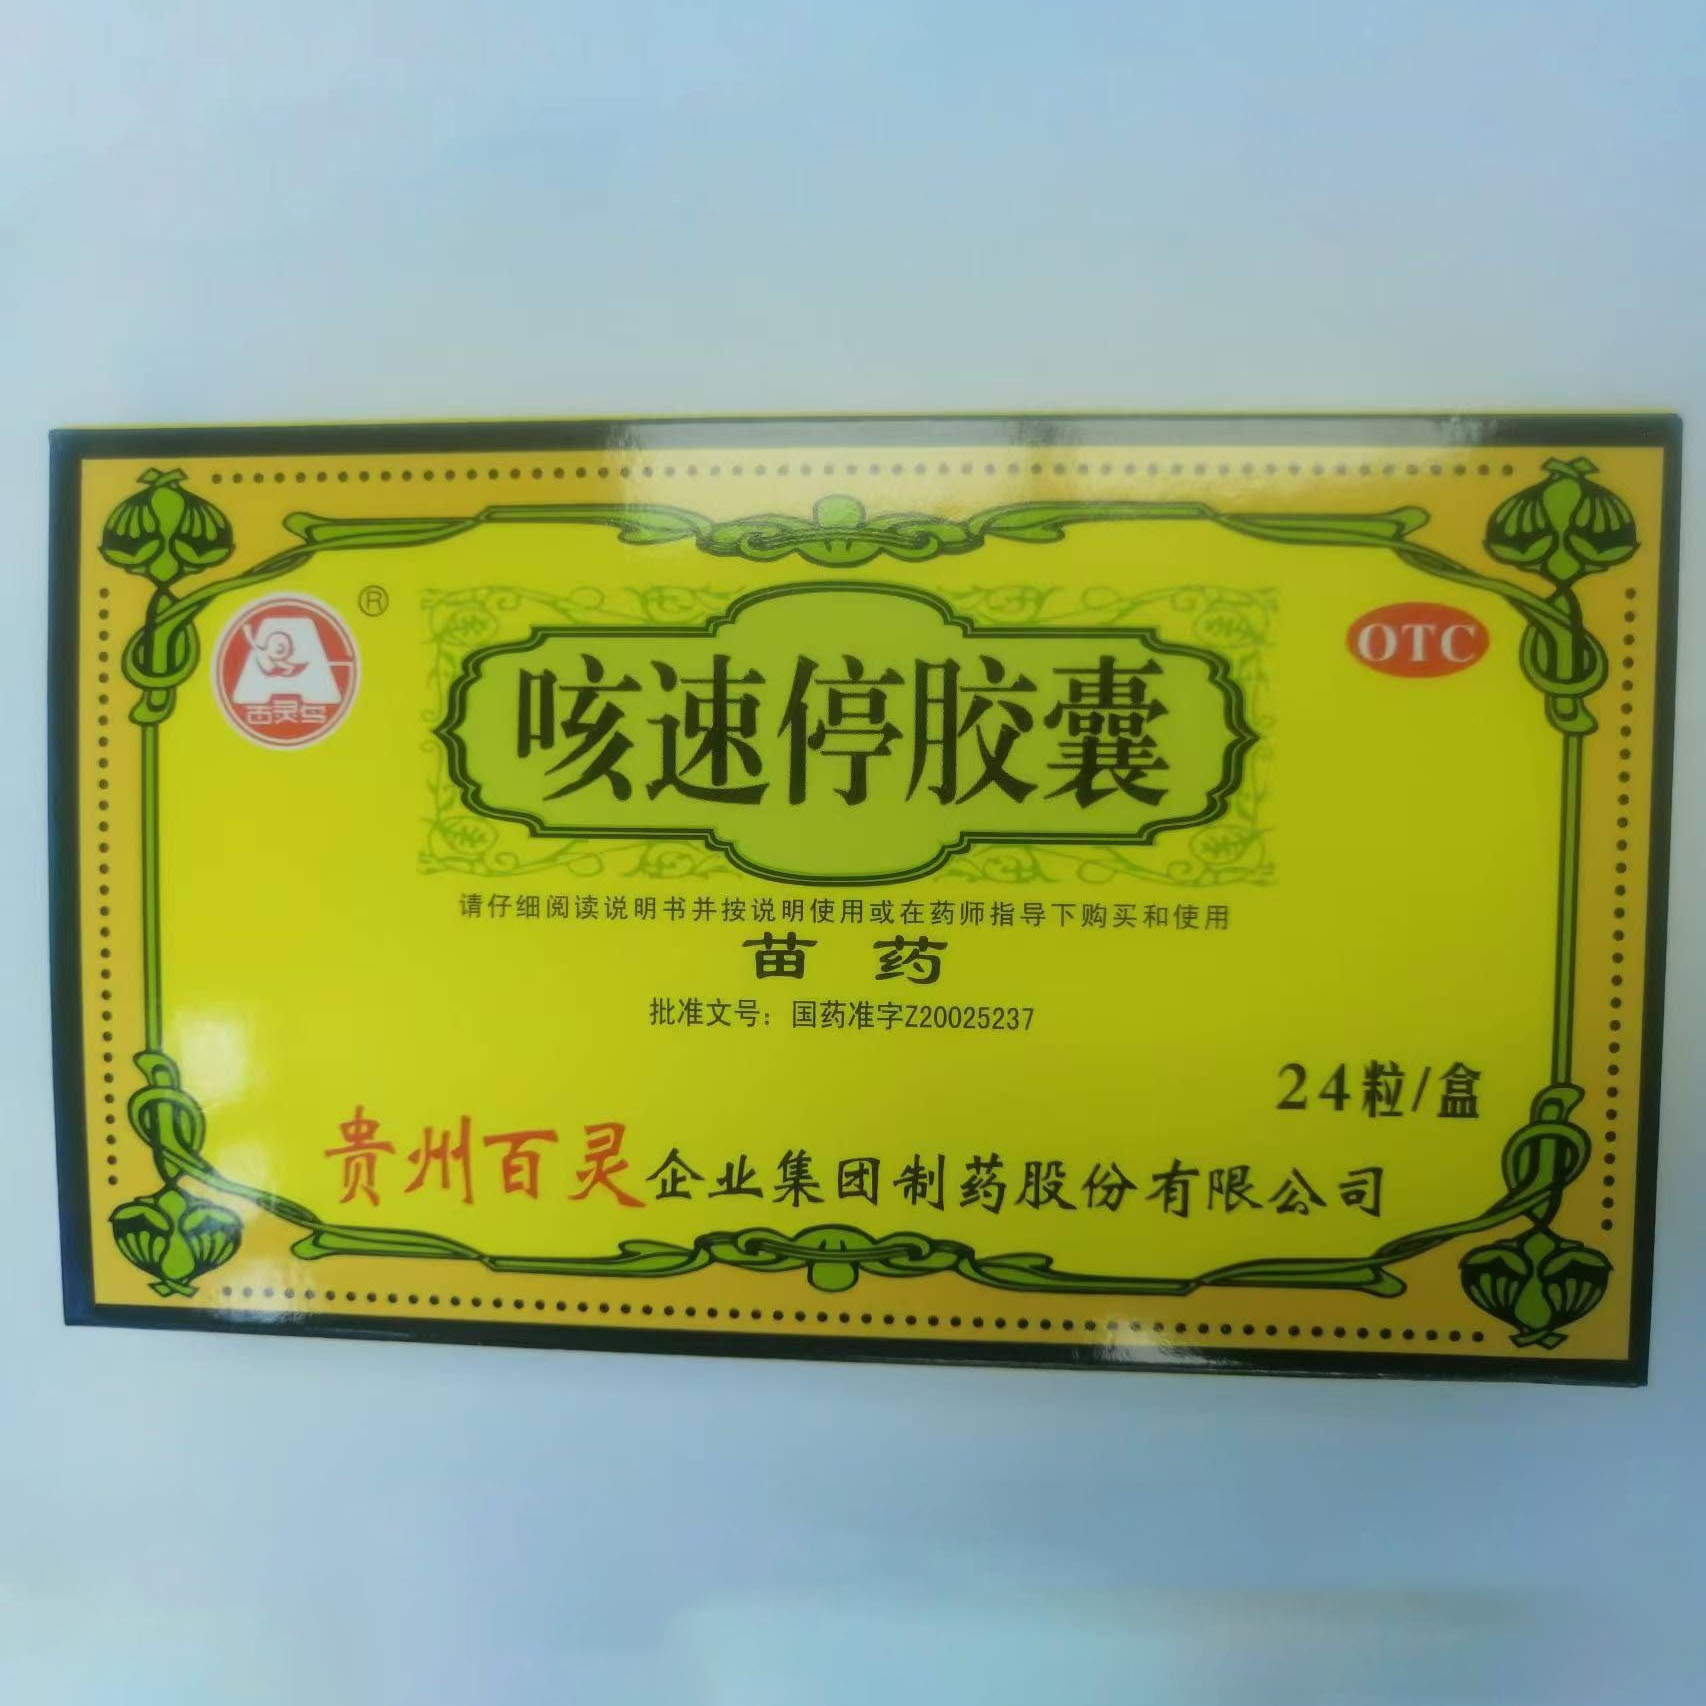 ®
百灵鸟
OTC
咳速停胶囊
请仔细阅读说明书并按说明使用或在药师指导下购买和使用
苗药
批准文号：国药准字Z20025237
24粒/盒
贵州百灵企业集团制药股份有限公司